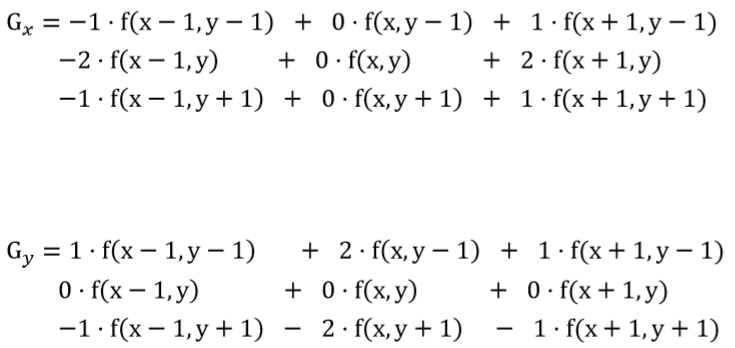 Gₓ = −1 · f(x − 1, y − 1) + 0 · f(x, y − 1) + 1 · f(x + 1, y − 1)
−2 · f(x − 1, y) + 0 · f(x, y) + 2 · f(x + 1, y)
−1 · f(x − 1, y + 1) + 0 · f(x, y + 1) + 1 · f(x + 1, y + 1)
G_y = 1 · f(x − 1, y − 1) + 2 · f(x, y − 1) + 1 · f(x + 1, y − 1)
0 · f(x − 1, y) + 0 · f(x, y) + 0 · f(x + 1, y)
−1 · f(x − 1, y + 1) − 2 · f(x, y + 1) − 1 · f(x + 1, y + 1)